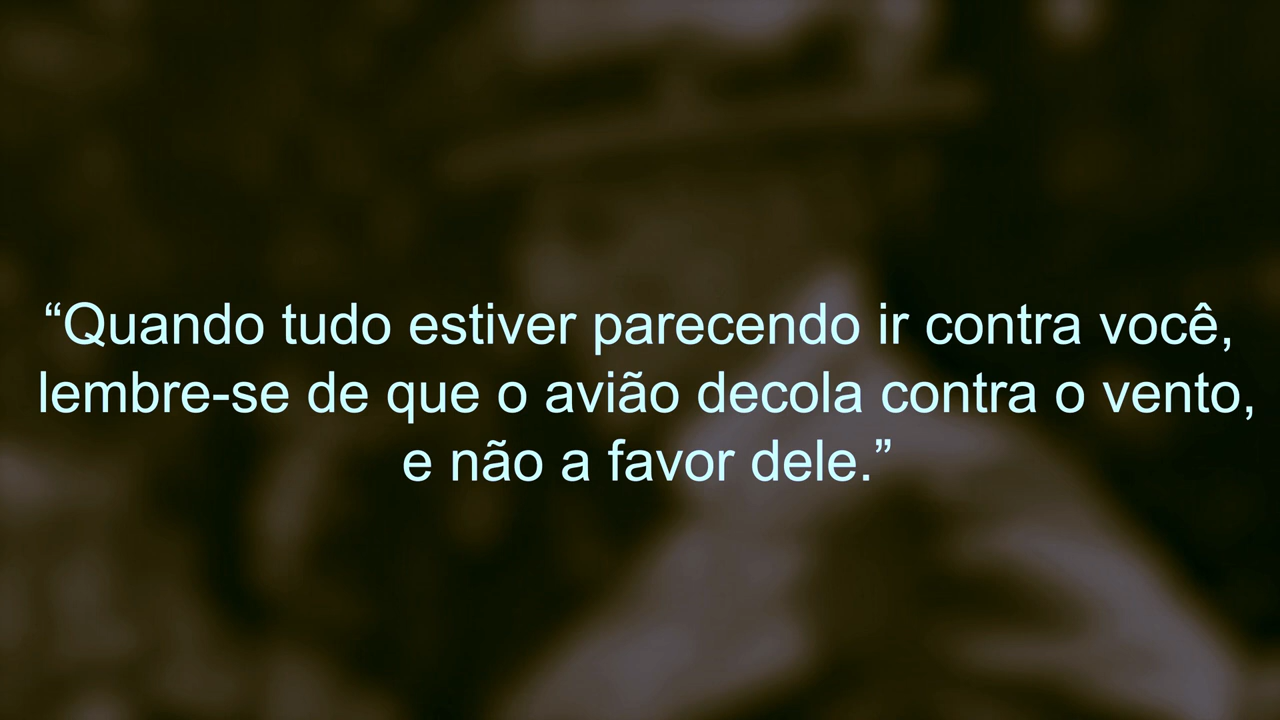 “Quando tudo estiver parecendo ir contra você,
lembre-se de que o avião decola contra o vento,
e não a favor dele.”